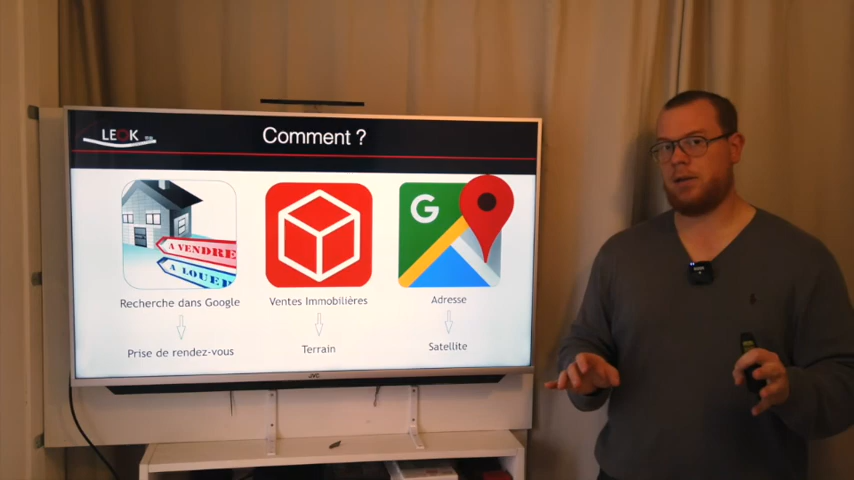 LEOK
Comment ?
A VENDRE
A LOUER
G
Recherche dans Google
Ventes Immobilières
Adresse
Prise de rendez-vous
Terrain
Satellite
JVC